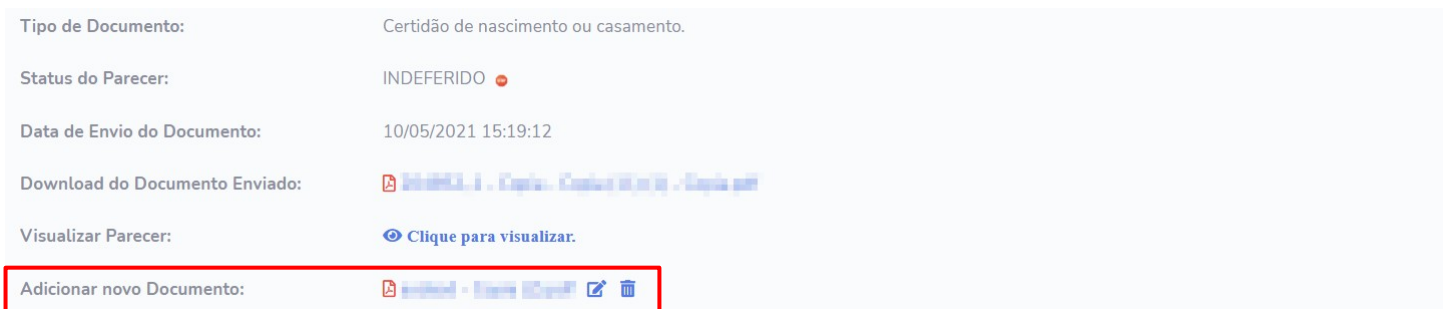 Tipo de Documento: Certidão de nascimento ou casamento.
Status do Parecer: INDEFERIDO
Data de Envio do Documento: 10/05/2021 15:19:12
Download do Documento Enviado:
Visualizar Parecer: Clique para visualizar.
Adicionar novo Documento: